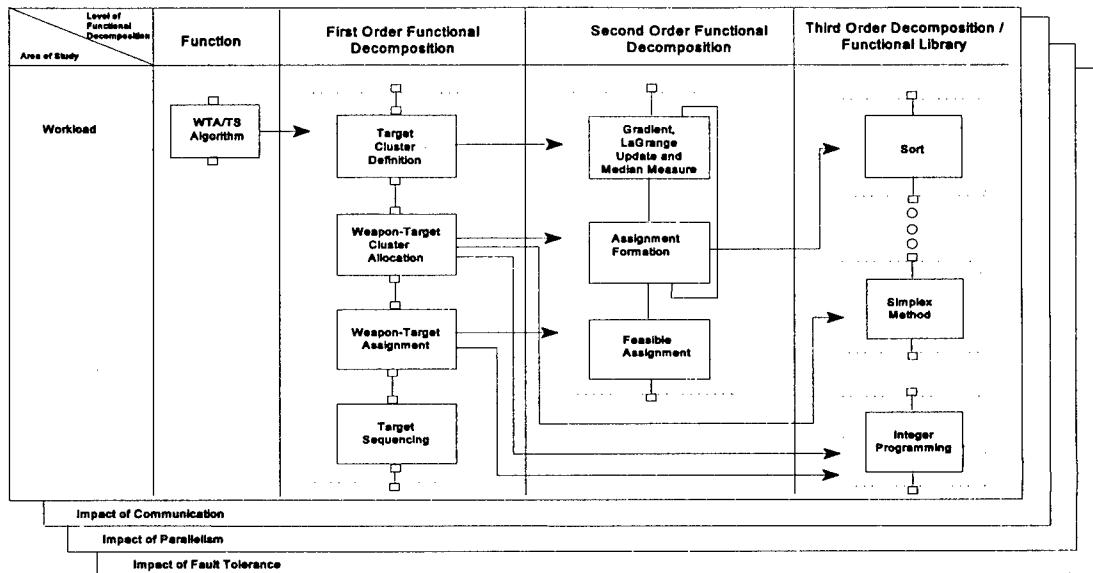 Level of
Functional
Decomposition
Area of Study
Function
First Order Functional
Decomposition
Second Order Functional
Decomposition
Third Order Decomposition /
Functional Library
Workload
WTA/TS
Algorithm
Target
Cluster
Definition
Weapon-Target
Cluster
Allocation
Weapon-Target
Assignment
Target
Sequencing
Gradient,
LaGrange
Update and
Median Measure
Assignment
Formation
Feasible
Assignment
Sort
Simplex
Method
Integer
Programming
Impact of Communication
Impact of Parallelism
Impact of Fault Tolerance